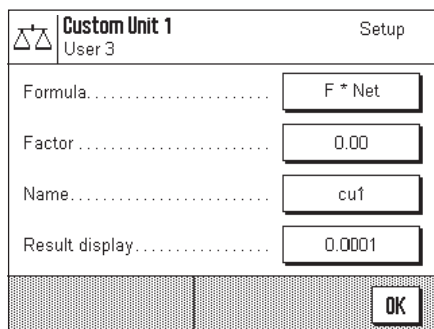 Custom Unit 1
Setup
User 3
Formula....................... F * Net
Factor ........................ 0.00
Name......................... cu1
Result display................. 0.0001
OK